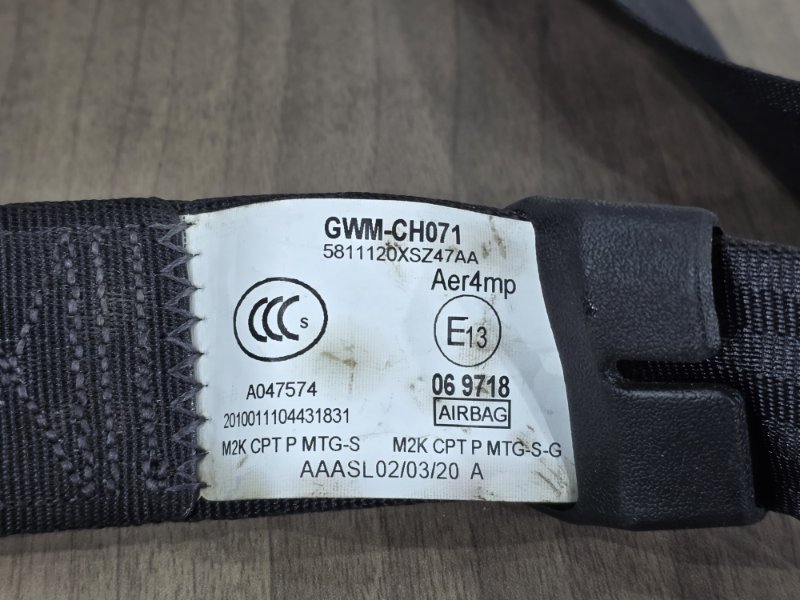 GWM-CH071
5811120XSZ47AA
Aer4mp
CCC S
E13
A047574
06 9718
2010011104431831
AIRBAG
M2K CPT P MTG-S M2K CPT P MTG-S-G
AAASL02/03/20 A